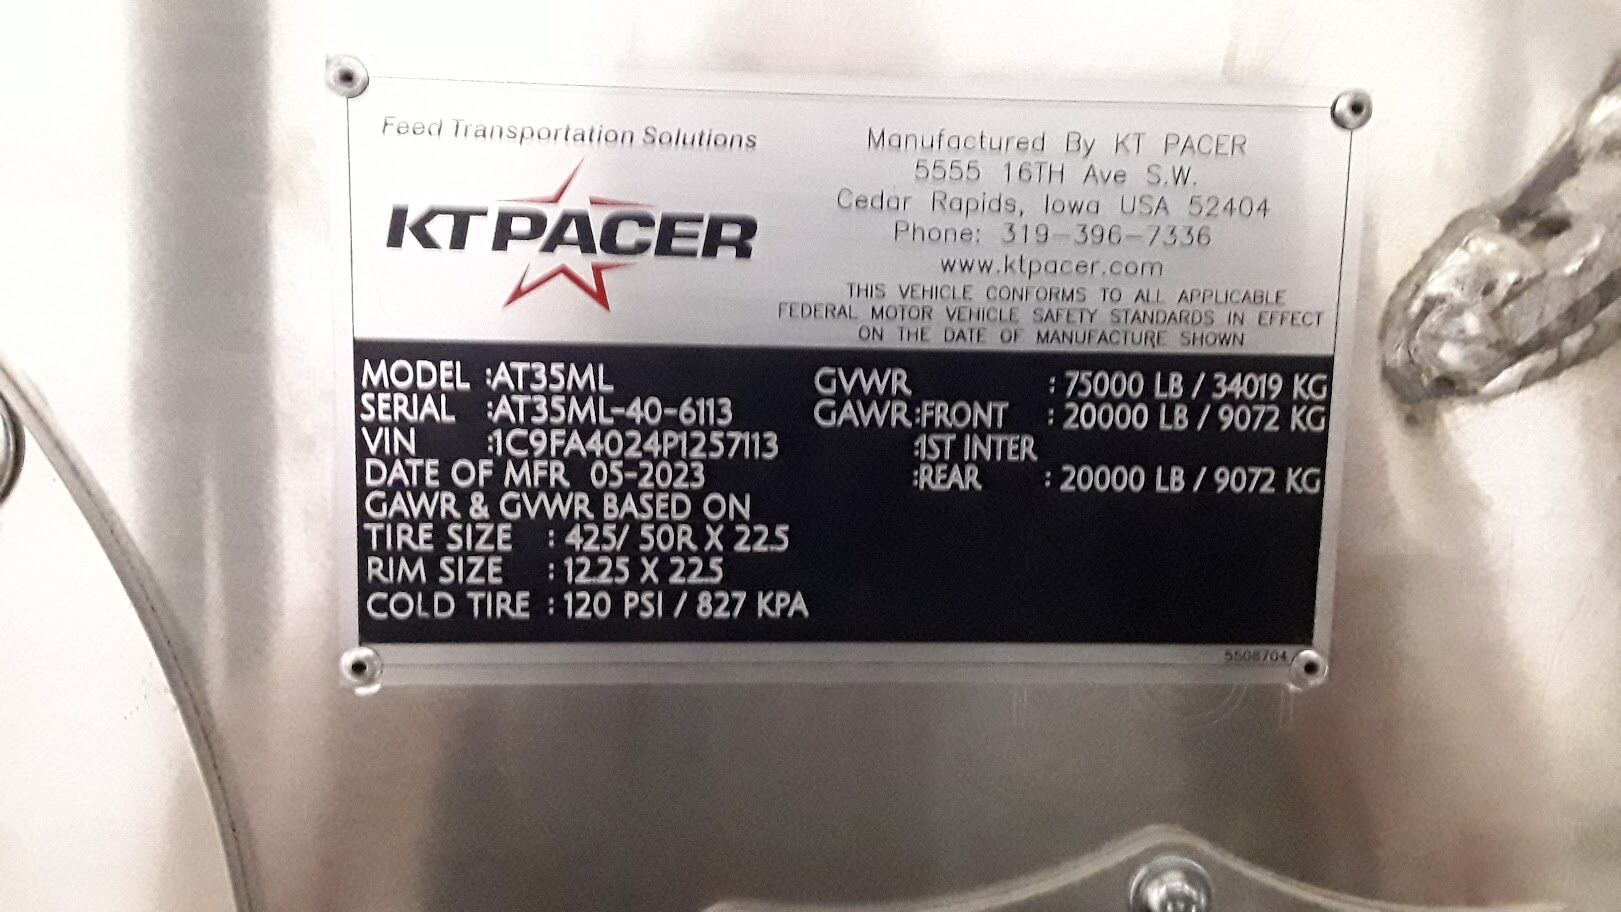 Feed Transportation Solutions
KT PACER
Manufactured By KT PACER
5555 16TH Ave S.W.
Cedar Rapids, Iowa USA 52404
Phone: 319-396-7336
www.ktpacer.com
THIS VEHICLE CONFORMS TO ALL APPLICABLE
FEDERAL MOTOR VEHICLE SAFETY STANDARDS IN EFFECT
ON THE DATE OF MANUFACTURE SHOWN
MODEL :AT35ML
SERIAL :AT35ML-40-6113
VIN :1C9FA4024P1257113
DATE OF MFR 05-2023
GAWR & GVWR BASED ON
TIRE SIZE : 425/ 50R X 22.5
RIM SIZE : 12.25 X 22.5
COLD TIRE : 120 PSI / 827 KPA
GVWR : 75000 LB / 34019 KG
GAWR:FRONT : 20000 LB / 9072 KG
:1ST INTER
:REAR : 20000 LB / 9072 KG
5508704